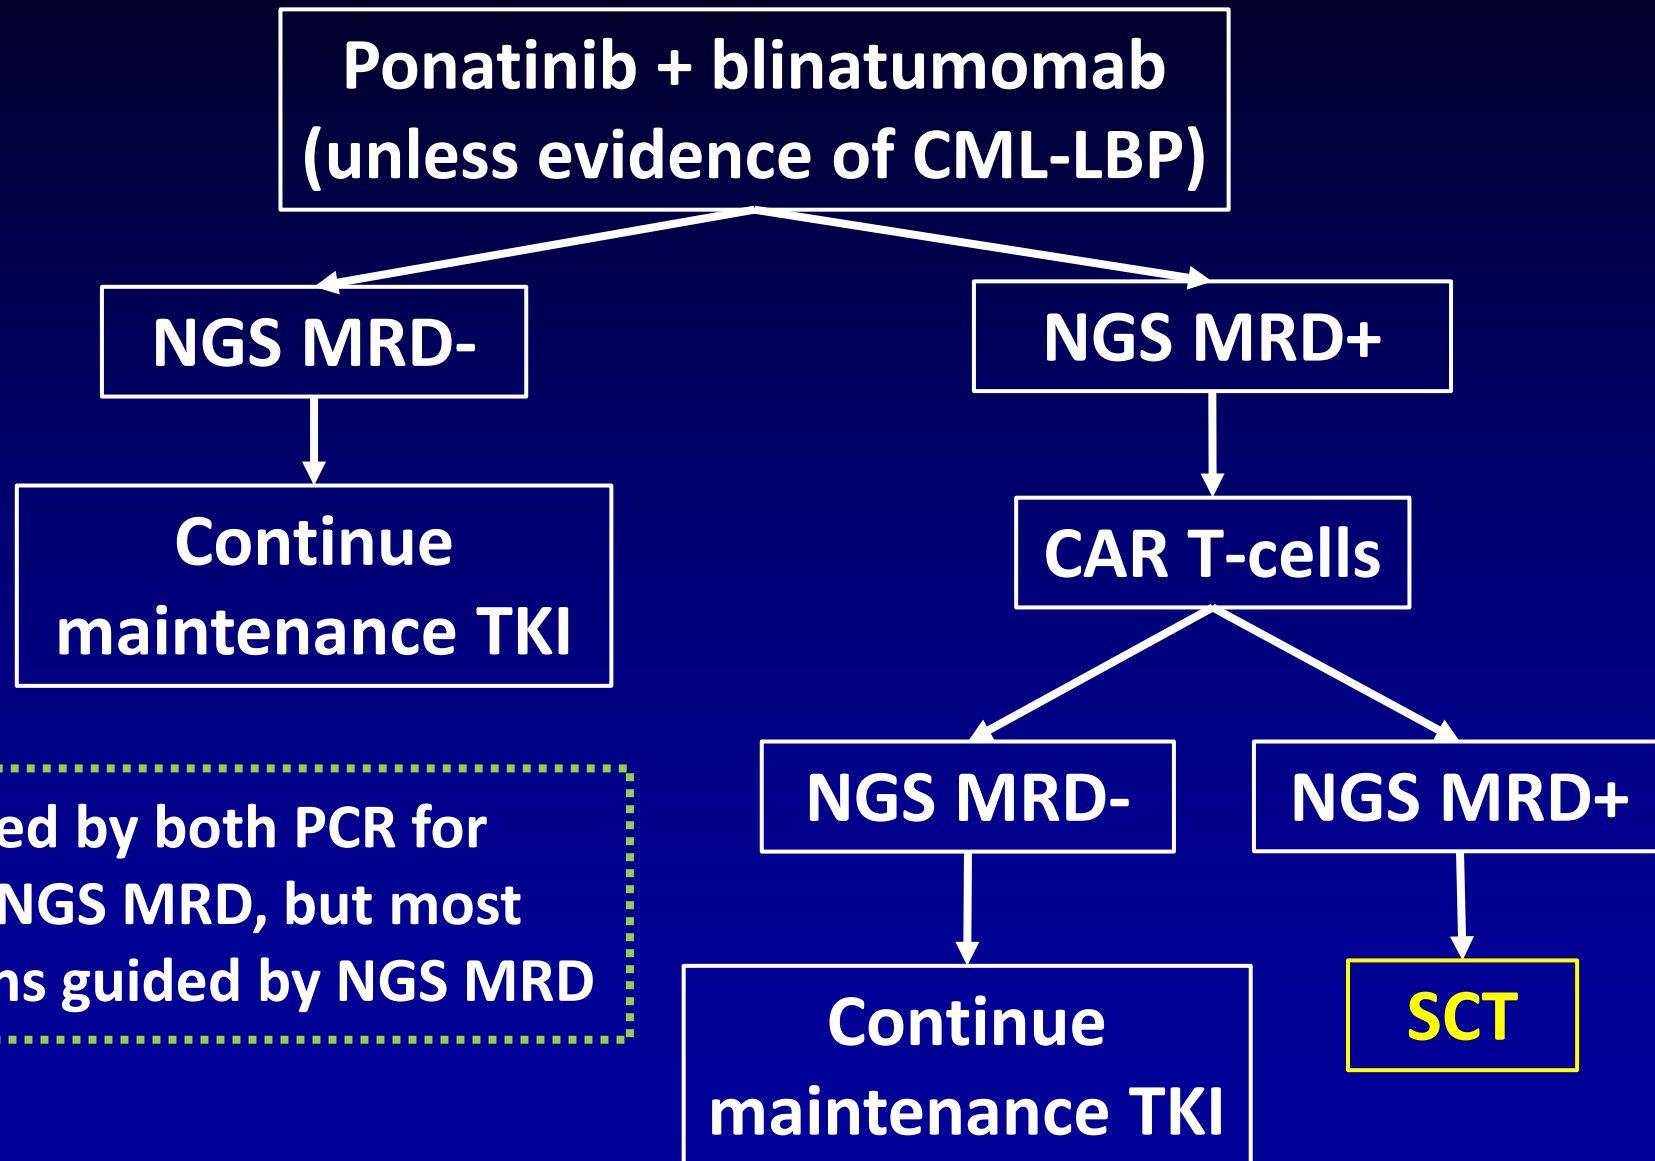 Ponatinib + blinatumomab
(unless evidence of CML-LBP)
NGS MRD-
NGS MRD+
Continue
maintenance TKI
CAR T-cells
ed by both PCR for
NGS MRD, but most
ns guided by NGS MRD
NGS MRD-
NGS MRD+
Continue
maintenance TKI
SCT